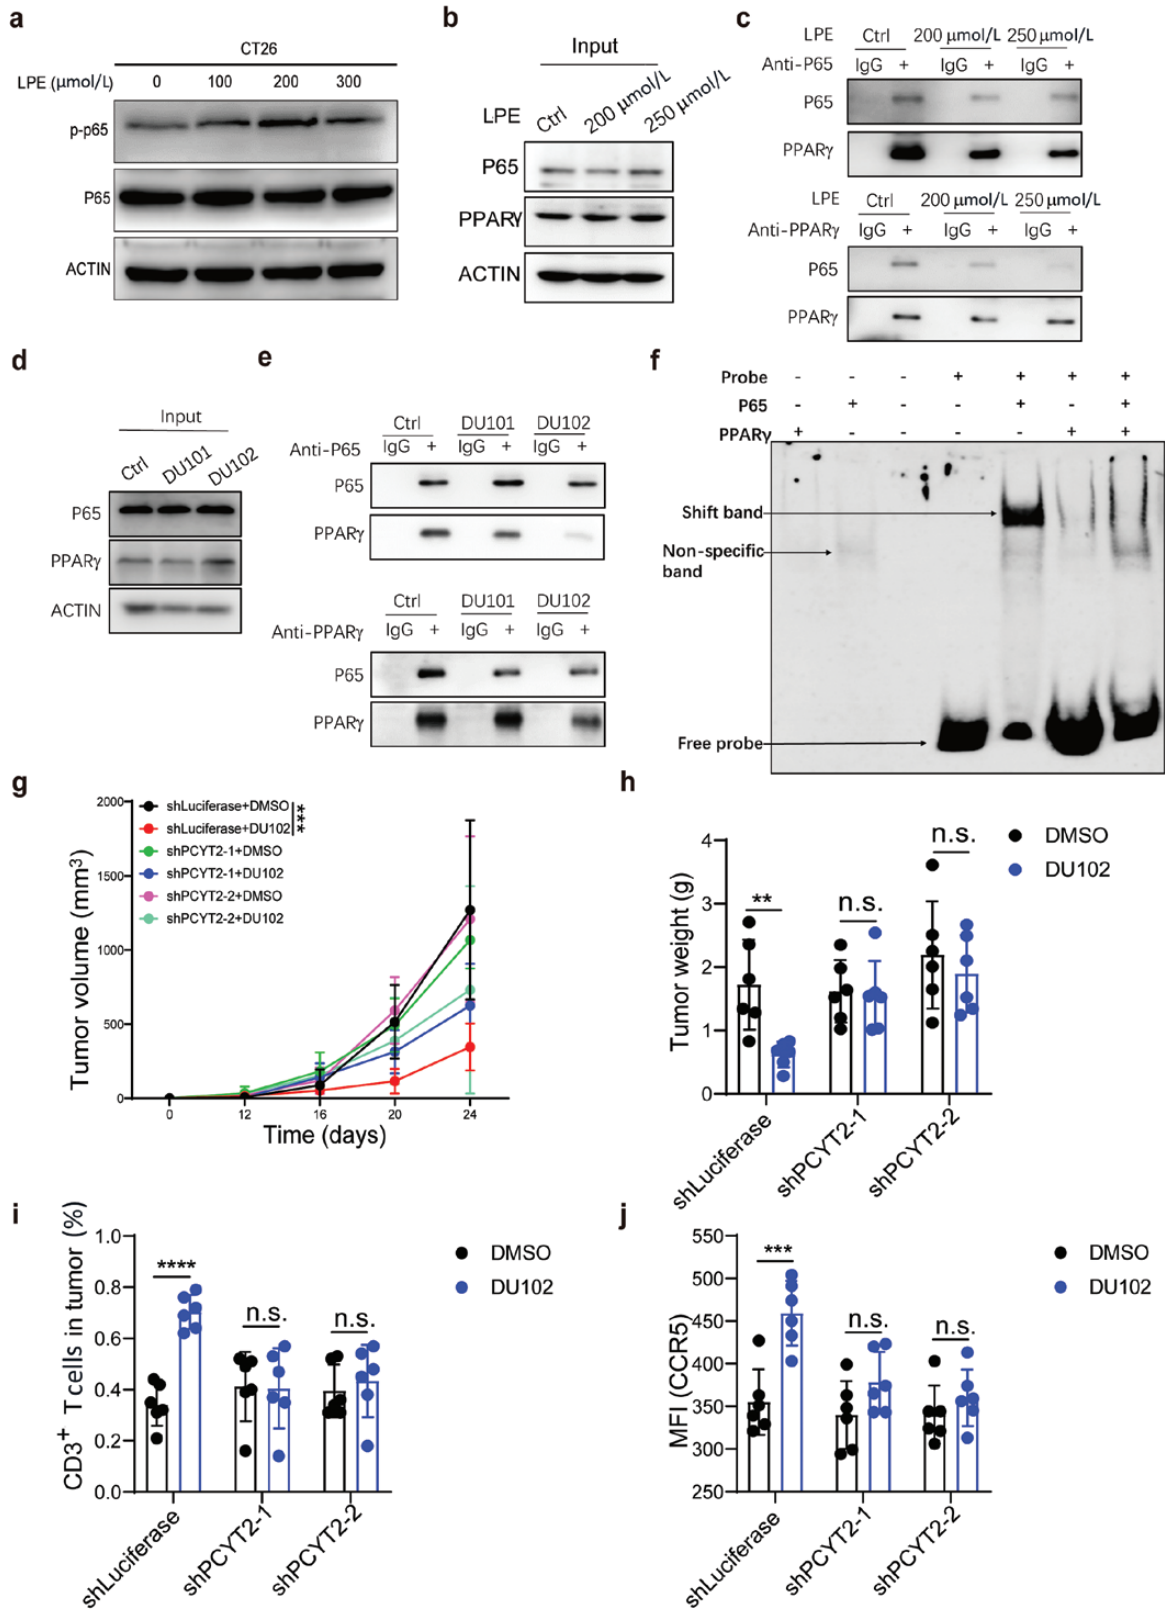 a
CT26
LPE (μmol/L) 0 100 200 300
p-p65
P65
ACTIN
b
Input
LPE Ctrl 200 μmol/L 250 μmol/L
P65
PPARγ
ACTIN
c
LPE Ctrl 200 μmol/L 250 μmol/L
Anti-P65 IgG + IgG + IgG +
P65
PPARγ
LPE Ctrl 200 μmol/L 250 μmol/L
Anti-PPARγ IgG + IgG + IgG +
P65
PPARγ
d
Input
Ctrl DU101 DU102
P65
PPARγ
ACTIN
e
Ctrl DU101 DU102
Anti-P65 IgG + IgG + IgG +
P65
PPARγ
Ctrl DU101 DU102
Anti-PPARγ IgG + IgG + IgG +
P65
PPARγ
f
Probe - - - + + + +
P65 - + - - + - +
PPARγ + - - - - + +
Shift band
Non-specific
band
Free probe
g
Tumor volume (mm³)
2000
1500
1000
500
0
shLuciferase+DMSO
shLuciferase+DU102
shPCYT2-1+DMSO
shPCYT2-1+DU102
shPCYT2-2+DMSO
shPCYT2-2+DU102
***
0 12 16 20 24
Time (days)
h
Tumor weight (g)
4
3
2
1
0
** n.s. n.s.
DMSO
DU102
shLuciferase shPCYT2-1 shPCYT2-2
i
CD3⁺ T cells in tumor (%)
1.0
0.8
0.6
0.4
0.2
0.0
**** n.s. n.s.
DMSO
DU102
shLuciferase shPCYT2-1 shPCYT2-2
j
MFI (CCR5)
550
500
450
400
350
300
250
*** n.s. n.s.
DMSO
DU102
shLuciferase shPCYT2-1 shPCYT2-2